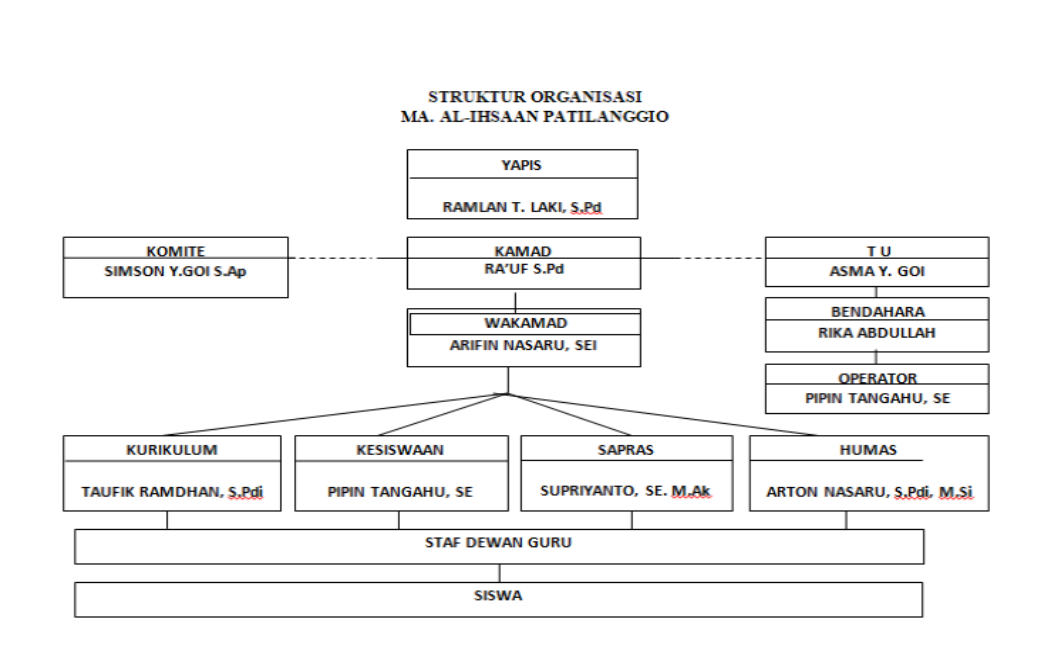 STRUKTUR ORGANISASI
MA. AL-IHSAAN PATILANGGIO
YAPIS
RAMLAN T. LAKI, S.Pd
KOMITE
SIMSON Y.GOI S.Ap
KAMAD
RA’UF S.Pd
T U
ASMA Y. GOI
BENDAHARA
RIKA ABDULLAH
OPERATOR
PIPIN TANGAHU, SE
WAKAMAD
ARIFIN NASARU, SEI
KURIKULUM
TAUFIK RAMDHAN, S.Pdi
KESISWAAN
PIPIN TANGAHU, SE
SAPRAS
SUPRIYANTO, SE. M.Ak
HUMAS
ARTON NASARU, S.Pdi, M.Si
STAF DEWAN GURU
SISWA